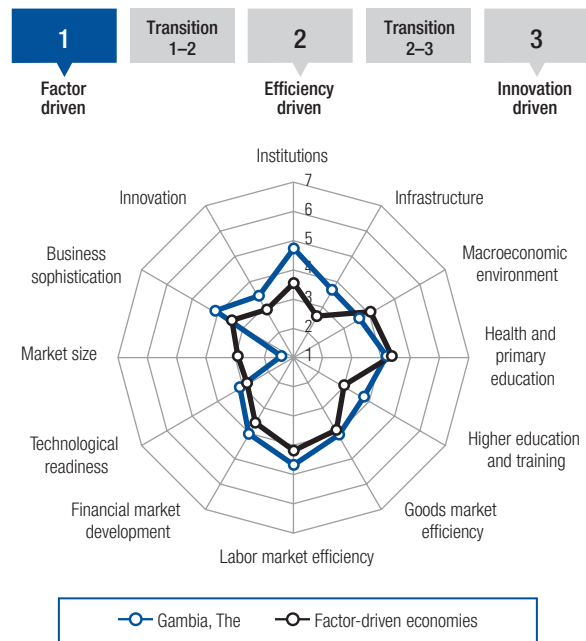 1
Transition
1–2
2
Transition
2–3
3
Factor
driven
Efficiency
driven
Innovation
driven
Institutions
7
6
5
4
3
2
1
Innovation
Infrastructure
Business
sophistication
Macroeconomic
environment
Market size
Health and
primary
education
Technological
readiness
Higher education
and training
Financial market
development
Goods market
efficiency
Labor market efficiency
Gambia, The
Factor-driven economies